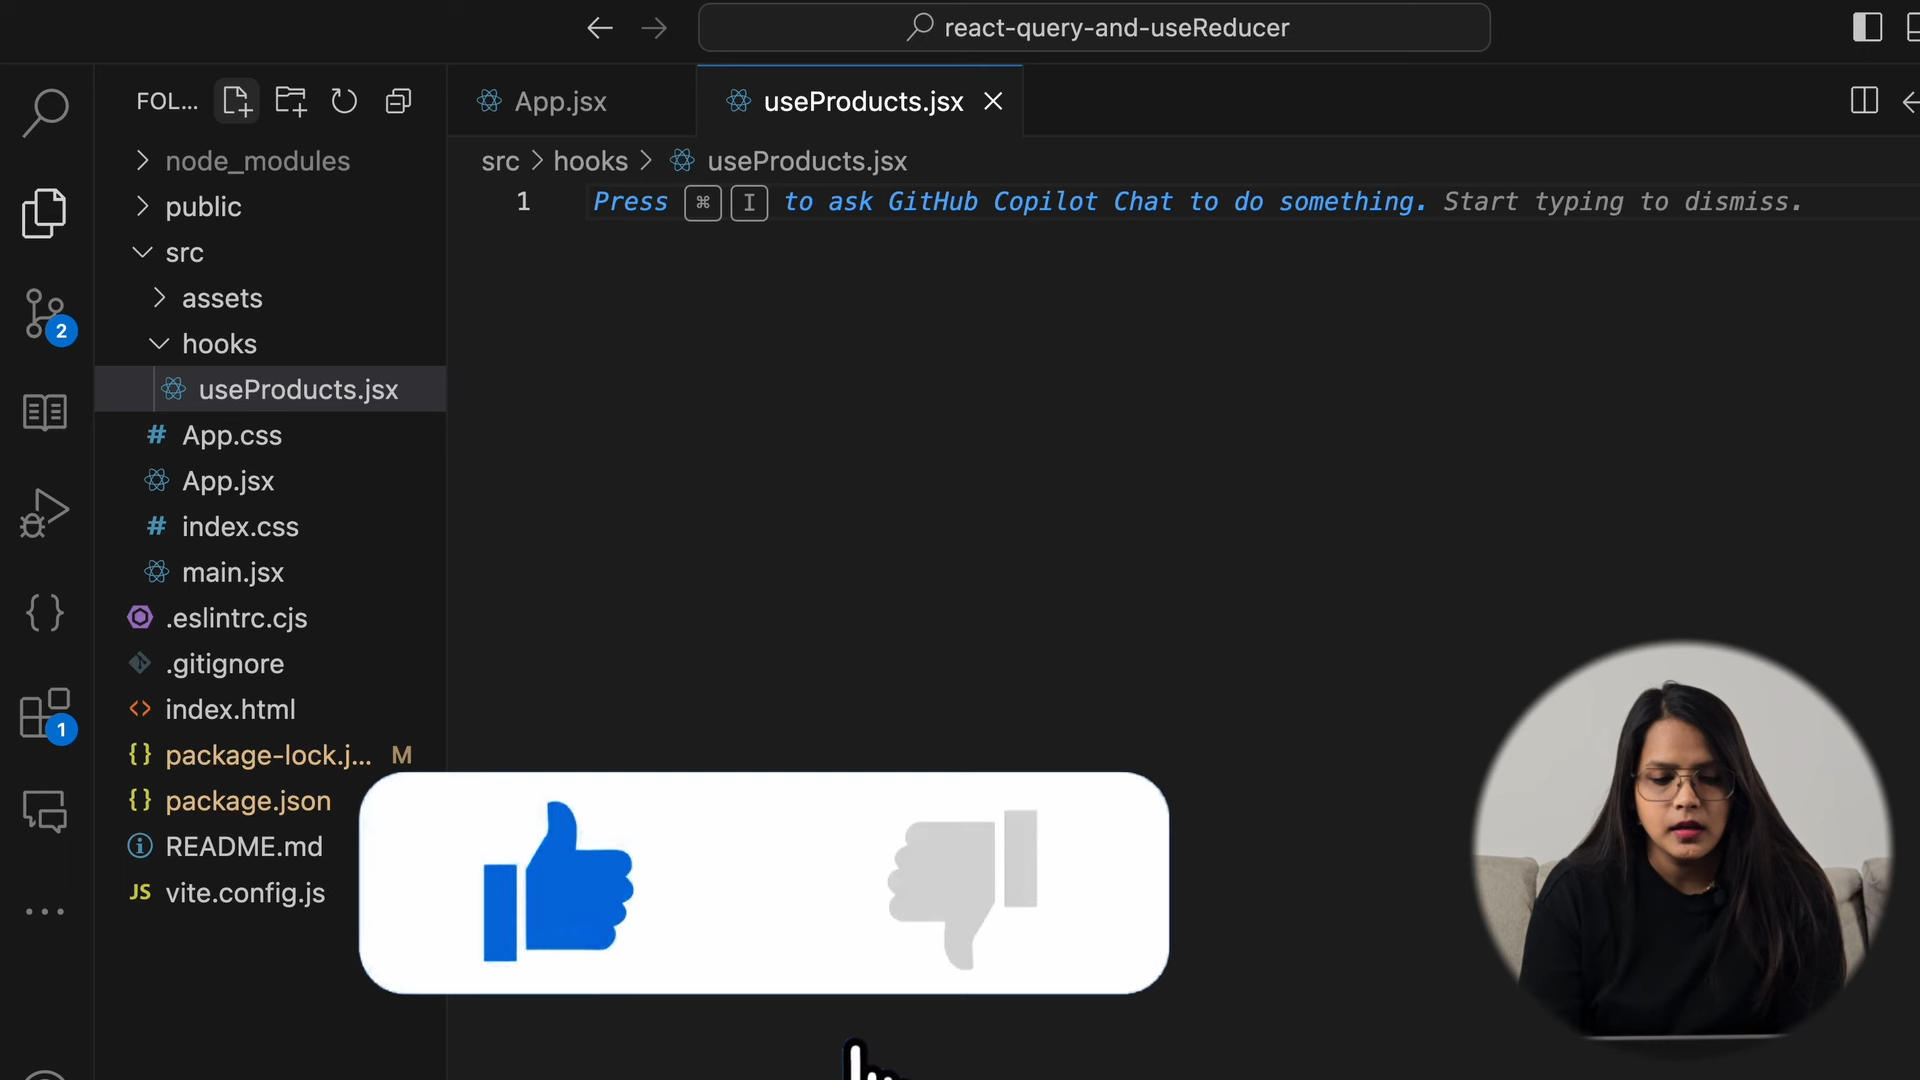 react-query-and-useReducer
FOL...
App.jsx
useProducts.jsx
src > hooks > useProducts.jsx
1 Press ⌘ I to ask GitHub Copilot Chat to do something. Start typing to dismiss.
node_modules
public
src
assets
hooks
useProducts.jsx
# App.css
App.jsx
# index.css
main.jsx
.eslintrc.cjs
.gitignore
<> index.html
{} package-lock.j... M
{} package.json
README.md
JS vite.config.js
2
1